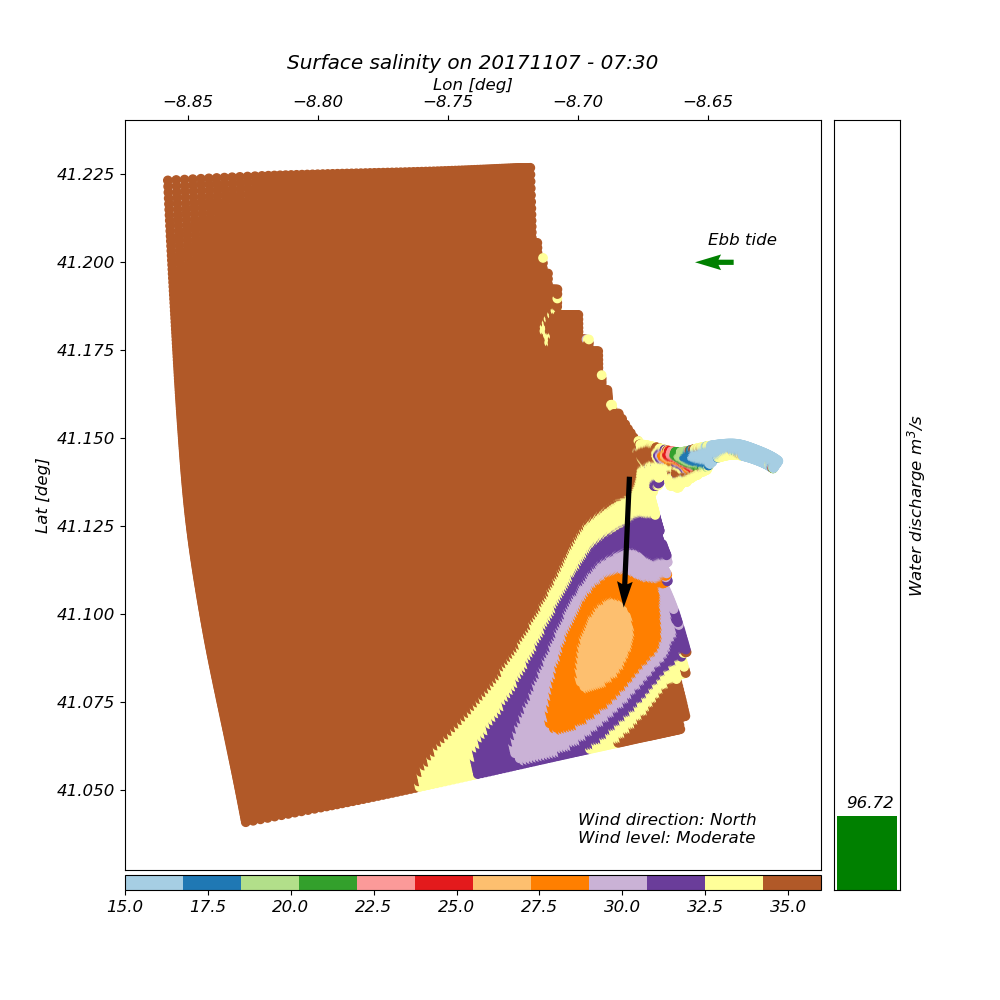 Surface salinity on 20171107 - 07:30
Lon [deg]
−8.85 −8.80 −8.75 −8.70 −8.65
41.225
41.200
41.175
41.150
41.125
41.100
41.075
41.050
Lat [deg]
Ebb tide
Wind direction: North
Wind level: Moderate
96.72
Water discharge m³/s
15.0 17.5 20.0 22.5 25.0 27.5 30.0 32.5 35.0